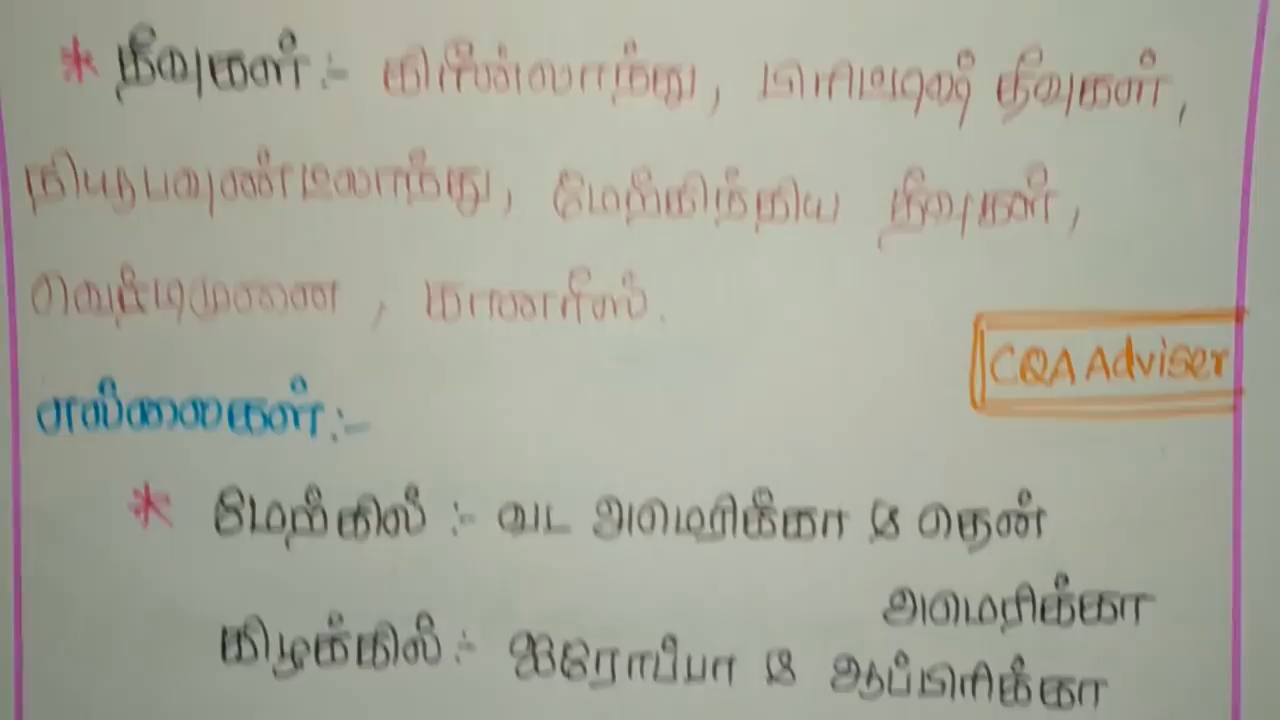 * தீவுகள் :- கிரீன்லாந்து, பிரிட்டிஷ் தீவுகள்,
நியூபவுண்ட்லாந்து, மேற்கிந்திய தீவுகள்,
வெர்டிமுனை, கானரிஸ்.
CQA Adviser
எல்லைகள் :-
* மேற்கில் :- வட அமெரிக்கா & தென்
அமெரிக்கா
கிழக்கில் :- ஐரோப்பா & ஆப்பிரிக்கா